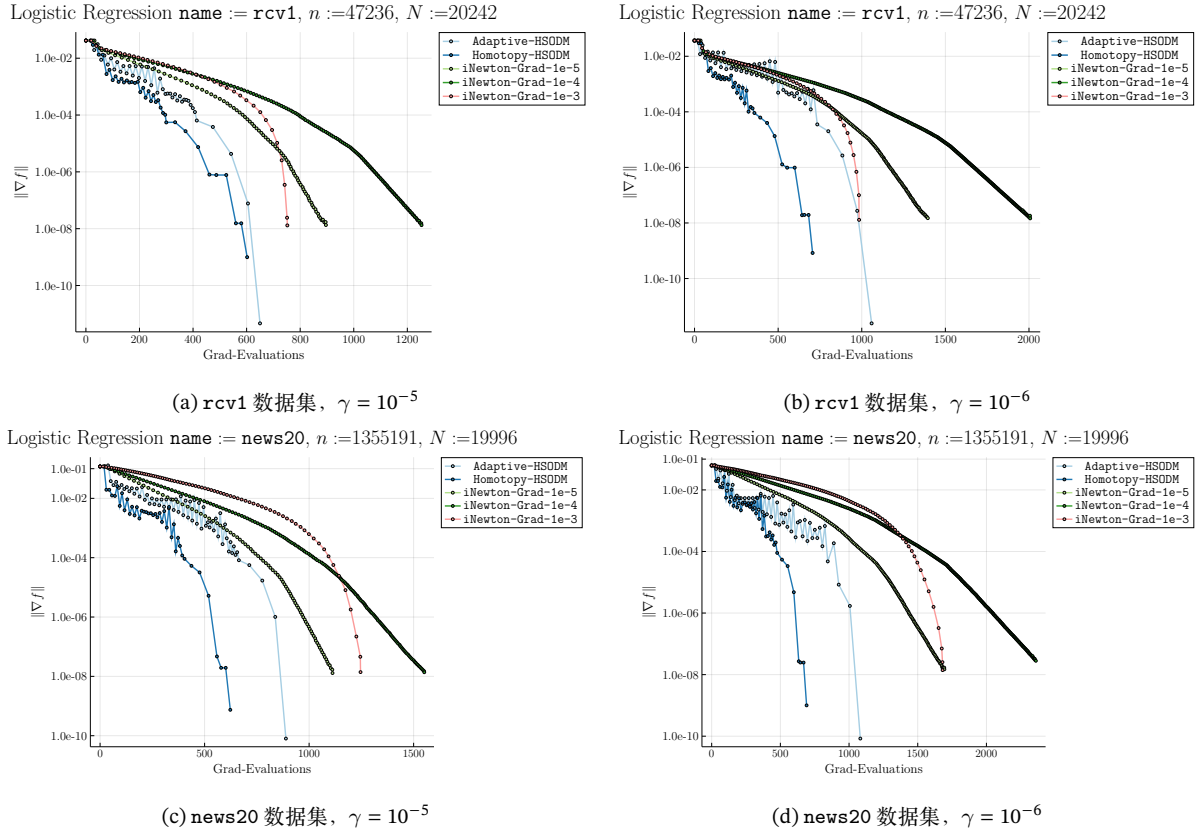 Logistic Regression name := rcv1, n :=47236, N :=20242
1.0e-02
1.0e-04
1.0e-06
1.0e-08
1.0e-10
‖∇f‖
0 200 400 600 800 1000 1200
Grad-Evaluations
Adaptive-HSODM
Homotopy-HSODM
iNewton-Grad-1e-5
iNewton-Grad-1e-4
iNewton-Grad-1e-3
(a) rcv1 数据集，γ = 10⁻⁵
Logistic Regression name := rcv1, n :=47236, N :=20242
1.0e-02
1.0e-04
1.0e-06
1.0e-08
1.0e-10
‖∇f‖
0 500 1000 1500 2000
Grad-Evaluations
Adaptive-HSODM
Homotopy-HSODM
iNewton-Grad-1e-5
iNewton-Grad-1e-4
iNewton-Grad-1e-3
(b) rcv1 数据集，γ = 10⁻⁶
Logistic Regression name := news20, n :=1355191, N :=19996
1.0e-01
1.0e-02
1.0e-04
1.0e-06
1.0e-08
1.0e-10
‖∇f‖
0 500 1000 1500
Grad-Evaluations
Adaptive-HSODM
Homotopy-HSODM
iNewton-Grad-1e-5
iNewton-Grad-1e-4
iNewton-Grad-1e-3
(c) news20 数据集，γ = 10⁻⁵
Logistic Regression name := news20, n :=1355191, N :=19996
1.0e-01
1.0e-02
1.0e-04
1.0e-06
1.0e-08
1.0e-10
‖∇f‖
0 500 1000 1500 2000
Grad-Evaluations
Adaptive-HSODM
Homotopy-HSODM
iNewton-Grad-1e-5
iNewton-Grad-1e-4
iNewton-Grad-1e-3
(d) news20 数据集，γ = 10⁻⁶